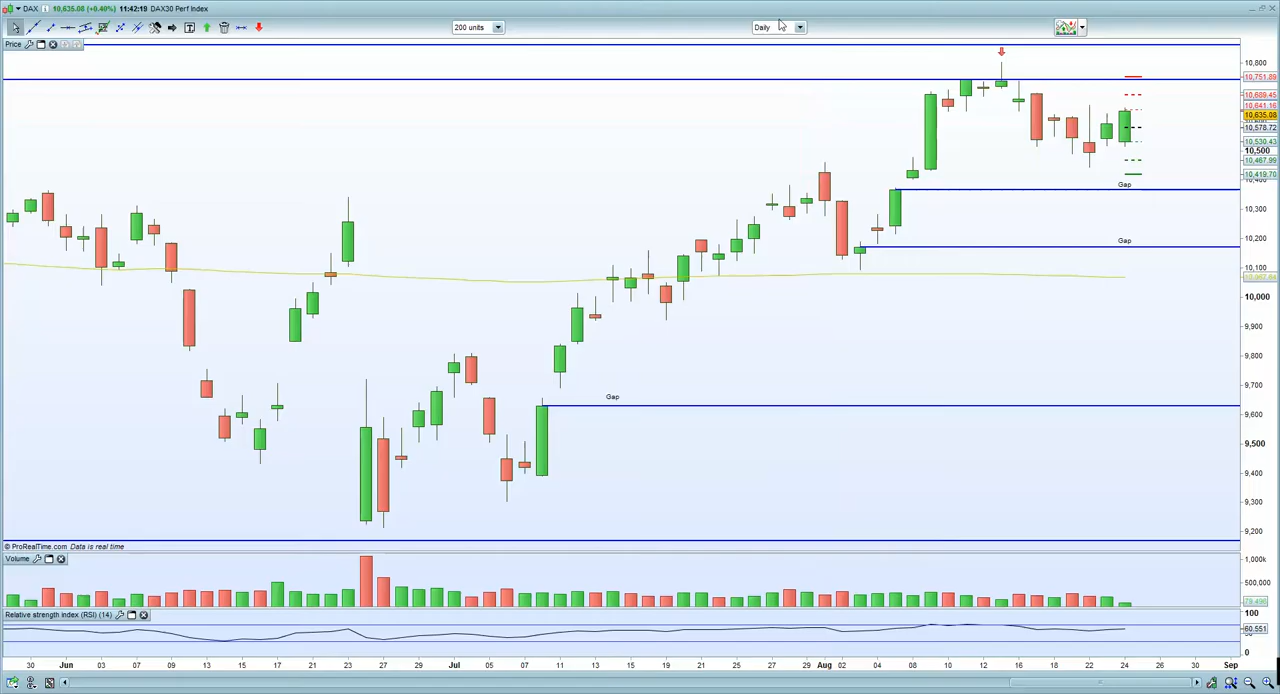 DAX 10,635.08 (+0.40%) 11:42:19 DAX30 Perf Index
200 units Daily
Price
10,800
10,751.89
10,689.45
10,641.16
10,635.08
10,578.72
10,530.43
10,500
10,467.99
10,419.70
Gap
10,300
Gap
10,200
10,100
10,000
9,900
9,800
9,700
Gap
9,600
9,500
9,400
9,300
9,200
© ProRealTime.com Data is real time
Volume
1,000k
500,000
79,496
Relative strength index (RSI) (14)
100
60.551
0
30 Jun 03 07 09 13 15 17 21 23 27 29 Jul 05 07 11 13 15 19 21 25 27 29 Aug 02 04 08 10 12 16 18 22 24 26 30 Sep